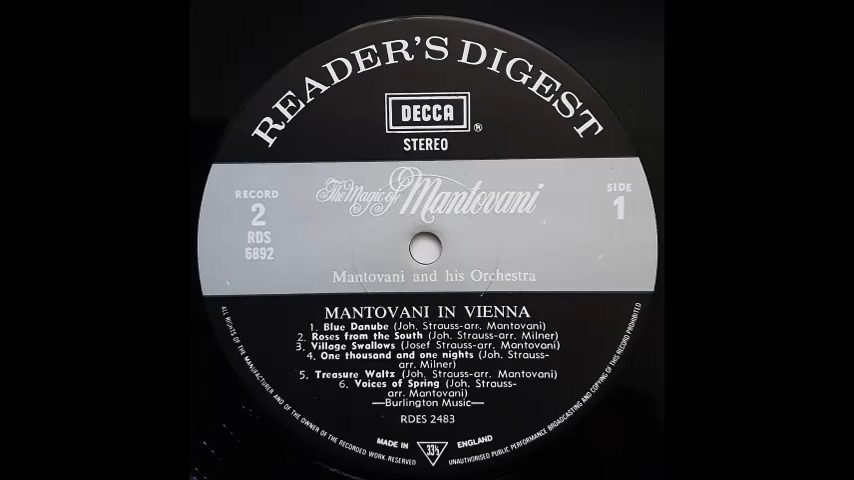 READER'S DIGEST
DECCA
®
STEREO
RECORD
2
RDS
6892
The Magic of Mantovani
SIDE
1
Mantovani and his Orchestra
MANTOVANI IN VIENNA
1. Blue Danube (Joh. Strauss-arr. Mantovani)
2. Roses from the South (Joh. Strauss-arr. Milner)
3. Village Swallows (Josef Strauss-arr. Mantovani)
4. One thousand and one nights (Joh. Strauss-
arr. Milner)
5. Treasure Waltz (Joh. Strauss-arr. Mantovani)
6. Voices of Spring (Joh. Strauss-
arr. Mantovani)
—Burlington Music—
RDES 2483
ALL RIGHTS OF THE MANUFACTURER AND OF THE OWNER OF THE RECORDED WORK RESERVED
MADE IN
33⅓
ENGLAND
UNAUTHORISED PUBLIC PERFORMANCE BROADCASTING AND COPYING OF THIS RECORD PROHIBITED